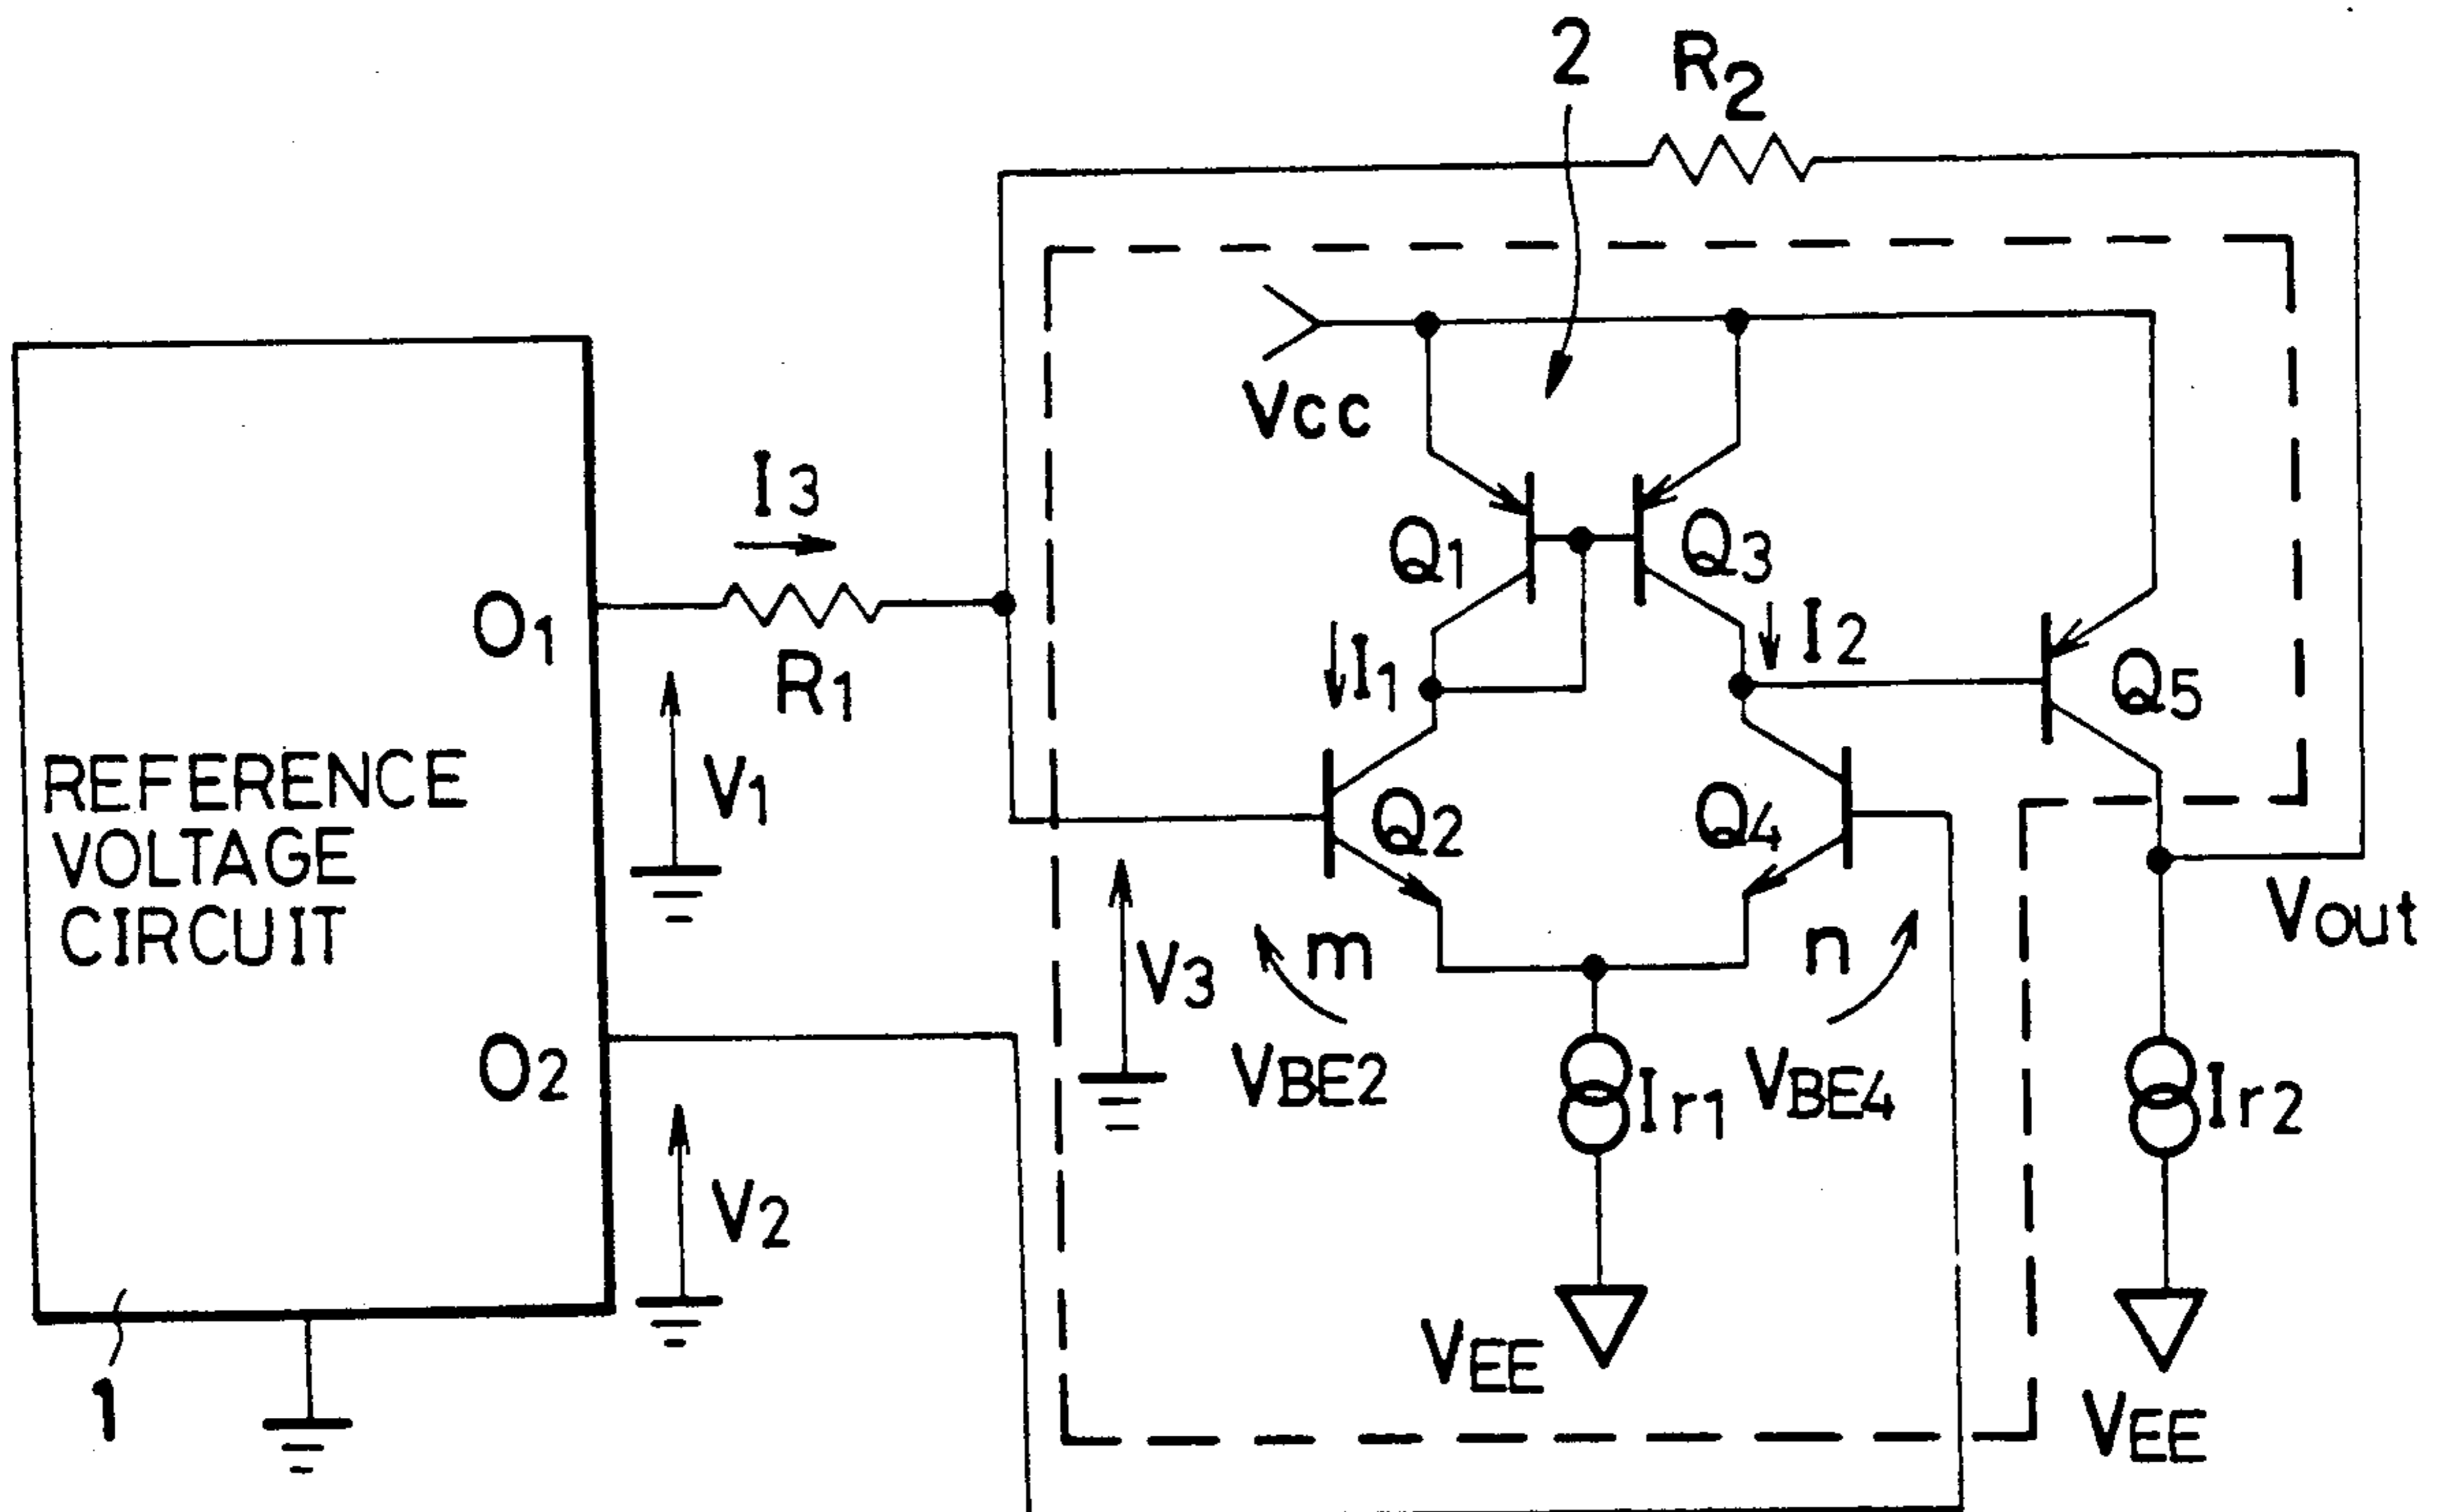 2
R2
Vcc
I3
Q1
Q3
O1
R1
I1
I2
Q5
REFERENCE
VOLTAGE
CIRCUIT
V1
Q2
Q4
Vout
V3
m
n
O2
VBE2
Ir1
VBE4
Ir2
V2
VEE
1
VEE